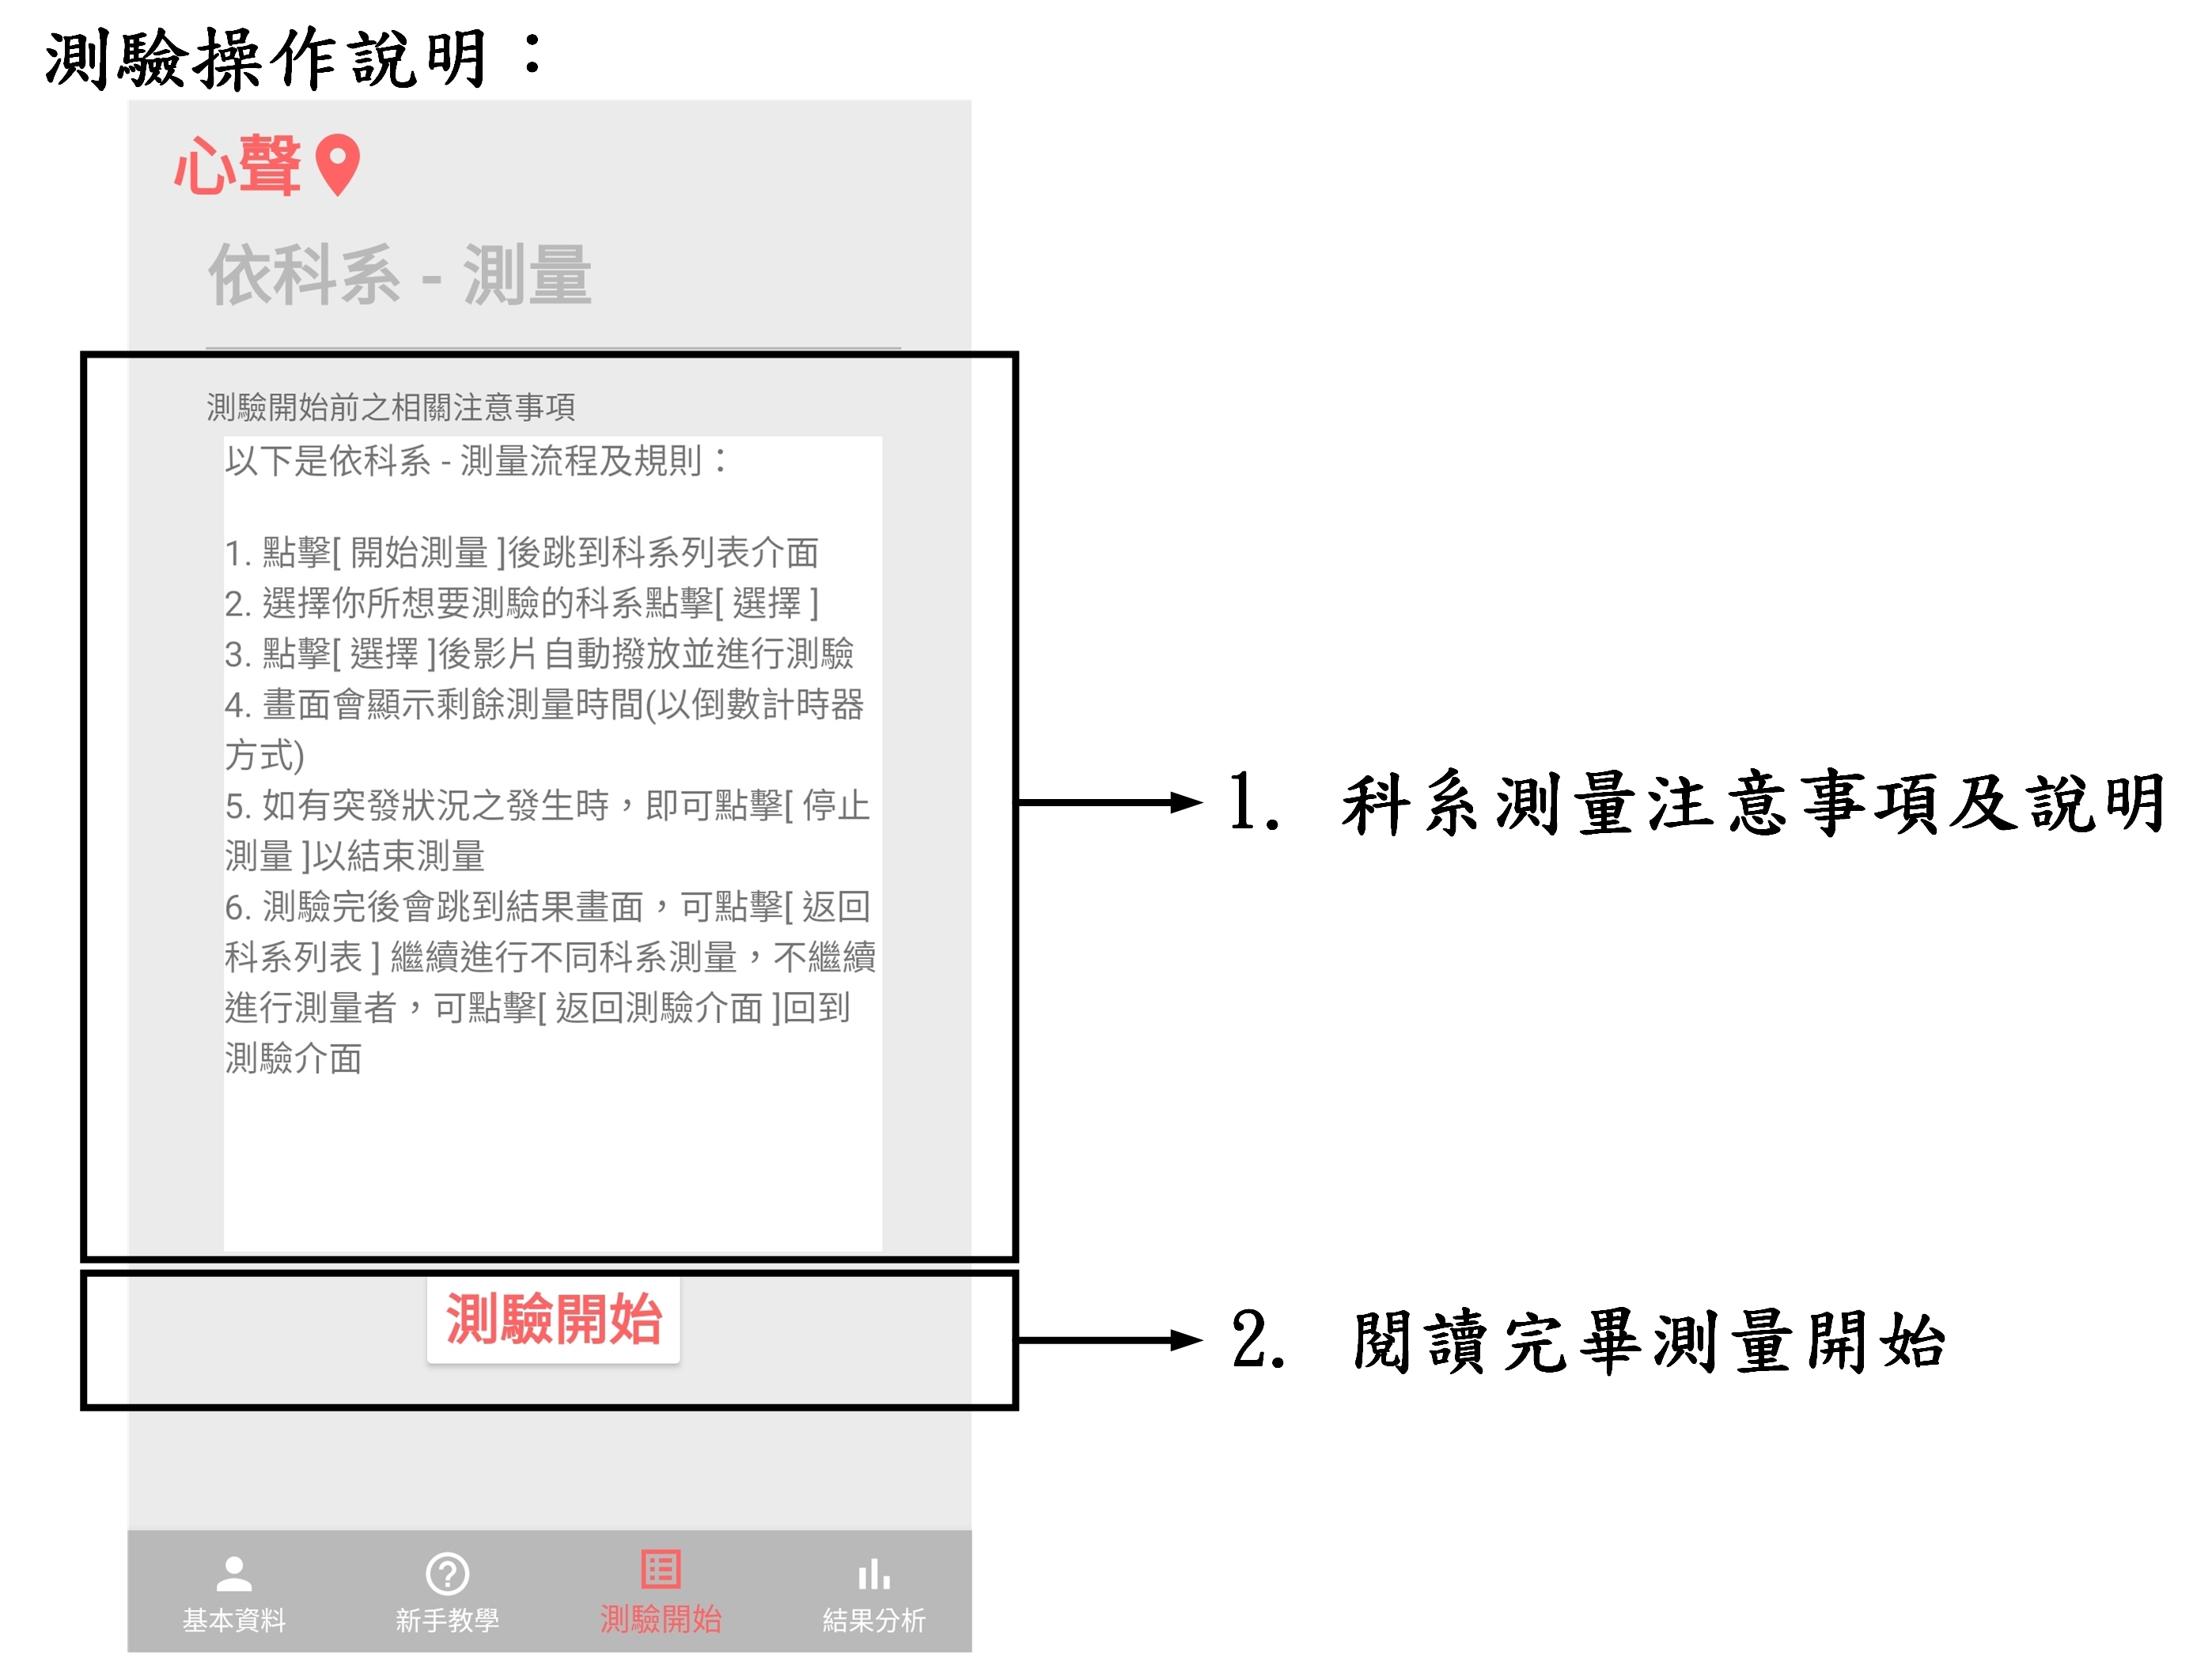 測驗操作說明：
心聲
依科系 - 測量
測驗開始前之相關注意事項
以下是依科系 - 測量流程及規則：
1. 點擊[ 開始測量 ]後跳到科系列表介面
2. 選擇你所想要測驗的科系點擊[ 選擇 ]
3. 點擊[ 選擇 ]後影片自動撥放並進行測驗
4. 畫面會顯示剩餘測量時間(以倒數計時器
方式)
5. 如有突發狀況之發生時，即可點擊[ 停止
測量 ]以結束測量
6. 測驗完後會跳到結果畫面，可點擊[ 返回
科系列表 ] 繼續進行不同科系測量，不繼續
進行測量者，可點擊[ 返回測驗介面 ]回到
測驗介面
1. 科系測量注意事項及說明
測驗開始
2. 閱讀完畢測量開始
基本資料
新手教學
測驗開始
結果分析